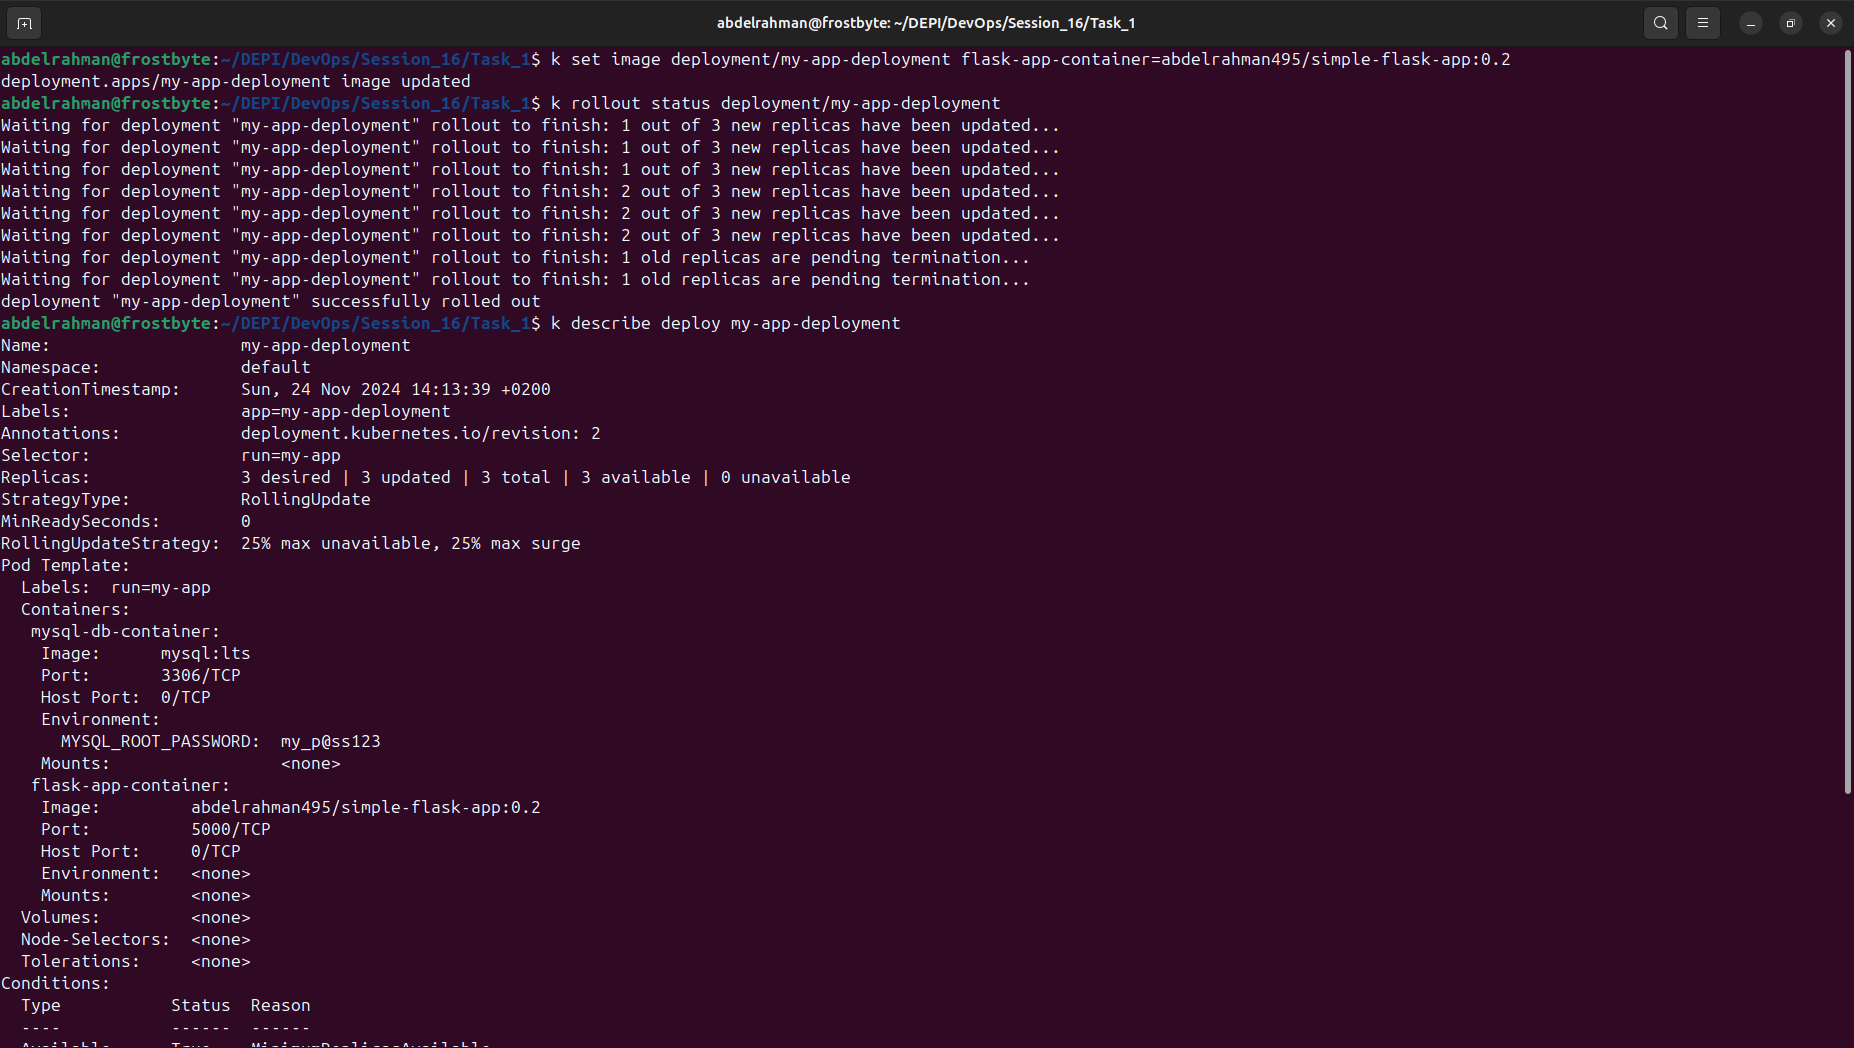 abdelrahman@frostbyte: ~/DEPI/DevOps/Session_16/Task_1
abdelrahman@frostbyte:~/DEPI/DevOps/Session_16/Task_1$ k set image deployment/my-app-deployment flask-app-container=abdelrahman495/simple-flask-app:0.2
deployment.apps/my-app-deployment image updated
abdelrahman@frostbyte:~/DEPI/DevOps/Session_16/Task_1$ k rollout status deployment/my-app-deployment
Waiting for deployment "my-app-deployment" rollout to finish: 1 out of 3 new replicas have been updated...
Waiting for deployment "my-app-deployment" rollout to finish: 1 out of 3 new replicas have been updated...
Waiting for deployment "my-app-deployment" rollout to finish: 1 out of 3 new replicas have been updated...
Waiting for deployment "my-app-deployment" rollout to finish: 2 out of 3 new replicas have been updated...
Waiting for deployment "my-app-deployment" rollout to finish: 2 out of 3 new replicas have been updated...
Waiting for deployment "my-app-deployment" rollout to finish: 2 out of 3 new replicas have been updated...
Waiting for deployment "my-app-deployment" rollout to finish: 1 old replicas are pending termination...
Waiting for deployment "my-app-deployment" rollout to finish: 1 old replicas are pending termination...
deployment "my-app-deployment" successfully rolled out
abdelrahman@frostbyte:~/DEPI/DevOps/Session_16/Task_1$ k describe deploy my-app-deployment
Name:                   my-app-deployment
Namespace:              default
CreationTimestamp:      Sun, 24 Nov 2024 14:13:39 +0200
Labels:                 app=my-app-deployment
Annotations:            deployment.kubernetes.io/revision: 2
Selector:               run=my-app
Replicas:               3 desired | 3 updated | 3 total | 3 available | 0 unavailable
StrategyType:           RollingUpdate
MinReadySeconds:        0
RollingUpdateStrategy:  25% max unavailable, 25% max surge
Pod Template:
  Labels:  run=my-app
  Containers:
   mysql-db-container:
    Image:      mysql:lts
    Port:       3306/TCP
    Host Port:  0/TCP
    Environment:
      MYSQL_ROOT_PASSWORD:  my_p@ss123
    Mounts:                 <none>
   flask-app-container:
    Image:         abdelrahman495/simple-flask-app:0.2
    Port:          5000/TCP
    Host Port:     0/TCP
    Environment:   <none>
    Mounts:        <none>
  Volumes:         <none>
  Node-Selectors:  <none>
  Tolerations:     <none>
Conditions:
  Type           Status  Reason
  ----           ------  ------
  Available      True    MinimumReplicasAvailable